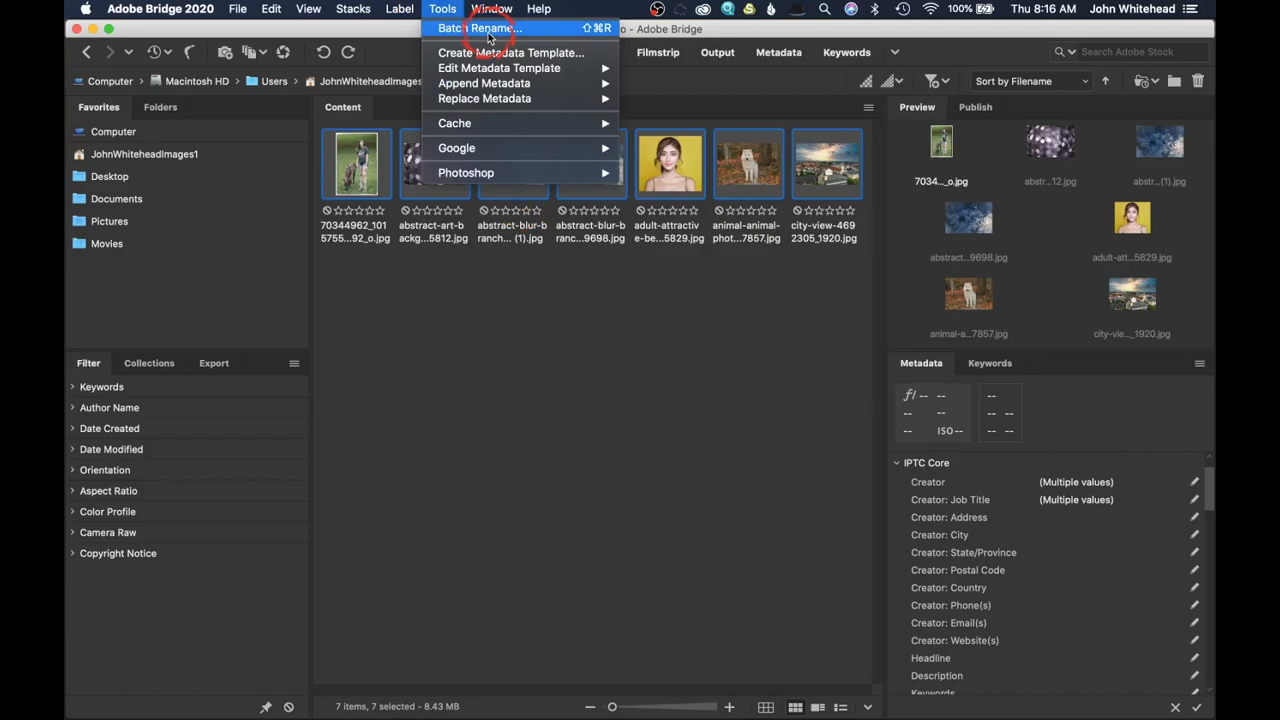 Adobe Bridge 2020 File Edit View Stacks Label Tools Window Help 100% Thu 8:16 AM John Whitehead
o - Adobe Bridge
Batch Rename... ⇧⌘R
Create Metadata Template...
Edit Metadata Template
Append Metadata
Replace Metadata
Cache
Google
Photoshop
Filmstrip Output Metadata Keywords Search Adobe Stock
Computer Macintosh HD Users JohnWhiteheadImages1 Sort by Filename
Favorites Folders
Computer
JohnWhiteheadImages1
Desktop
Documents
Pictures
Movies
Filter Collections Export
Keywords
Author Name
Date Created
Date Modified
Orientation
Aspect Ratio
Color Profile
Camera Raw
Copyright Notice
Content
70344962_101 abstract-art- abstract-blur-b abstract-blur-b adult-attractiv animal-animal- city-view-469
5755...92_o.jpg backg...5812.jpg ranch... (1).jpg ranc...9698.jpg e-be...5829.jpg phot...7857.jpg 2305_1920.jpg
7 items, 7 selected - 8.43 MB
Preview Publish
7034..._o.jpg abstr...12.jpg abstr...(1).jpg
abstract...9698.jpg adult-att...5829.jpg
animal-a...7857.jpg city-vie..._1920.jpg
Metadata Keywords
f/ -- -- --
-- -- -- --
-- ISO-- -- --
IPTC Core
Creator (Multiple values)
Creator: Job Title (Multiple values)
Creator: Address
Creator: City
Creator: State/Province
Creator: Postal Code
Creator: Country
Creator: Phone(s)
Creator: Email(s)
Creator: Website(s)
Headline
Description
Keywords